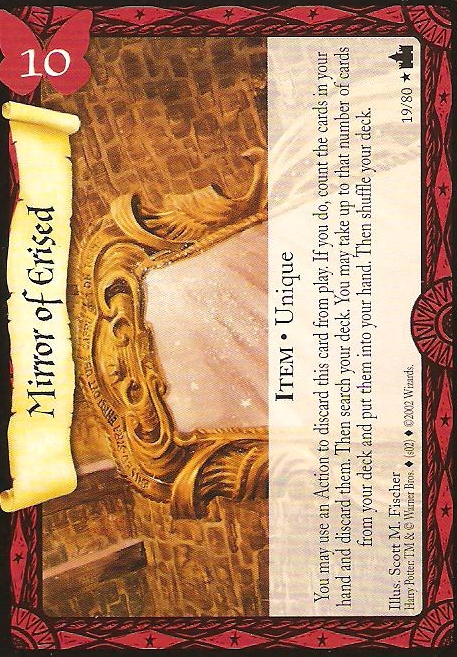 10
Mirror of Erised
ITEM • Unique
You may use an Action to discard this card from play. If you do, count the cards in your
hand and discard them. Then search your deck. You may take up to that number of cards
from your deck and put them into your hand. Then shuffle your deck.
Illus. Scott M. Fischer
Harry Potter, TM & © Warner Bros. ♦ (s02) ♦ ©2002 Wizards.
19/80 ★